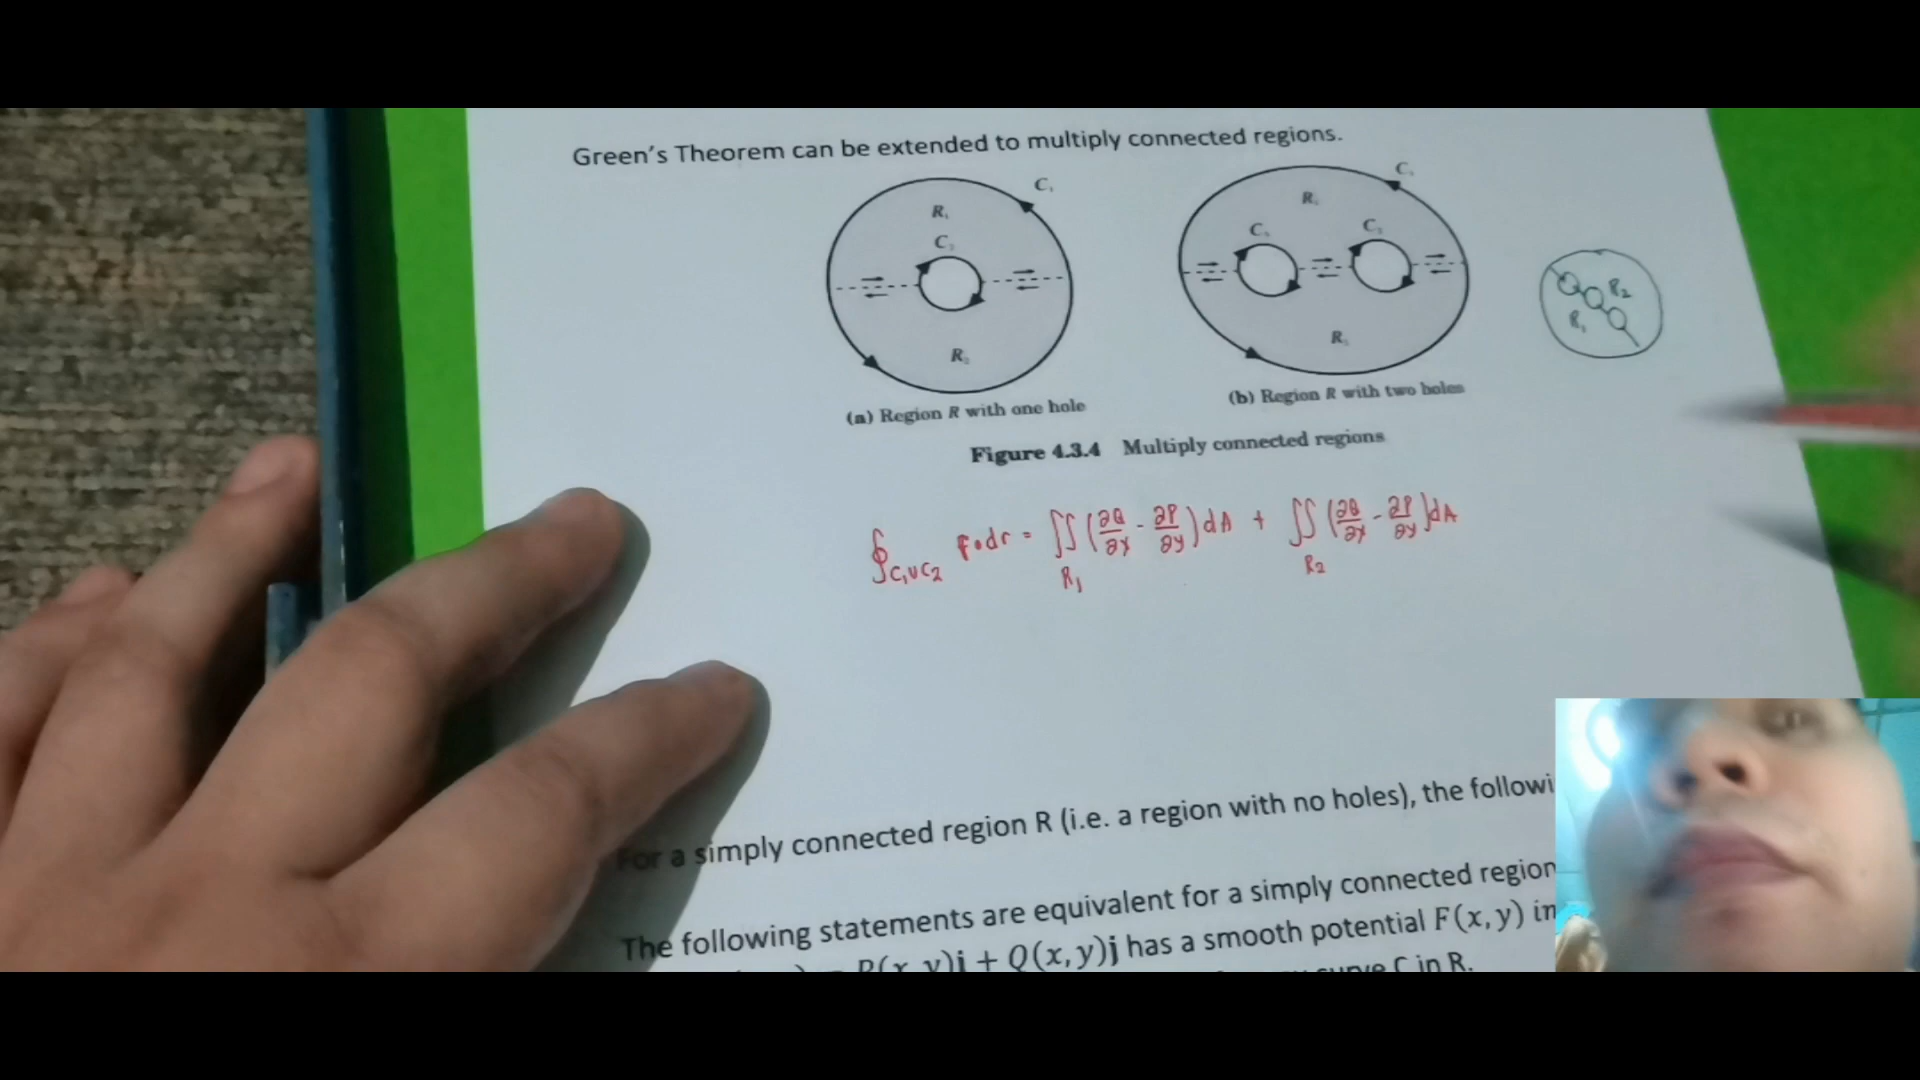 Green's Theorem can be extended to multiply connected regions.
C₁
R₁
C₂
R₂
(a) Region R with one hole
C₁
R₁
C₂
C₃
R₂
(b) Region R with two holes
R₂
R₁
Figure 4.3.4 Multiply connected regions
∮C₁∪C₂ F•dr = ∬R₁ (∂Q/∂x - ∂P/∂y) dA + ∬R₂ (∂Q/∂x - ∂P/∂y) dA
For a simply connected region R (i.e. a region with no holes), the followi
The following statements are equivalent for a simply connected region
P(x, y)i + Q(x, y)j has a smooth potential F(x, y) in
curve C in R.